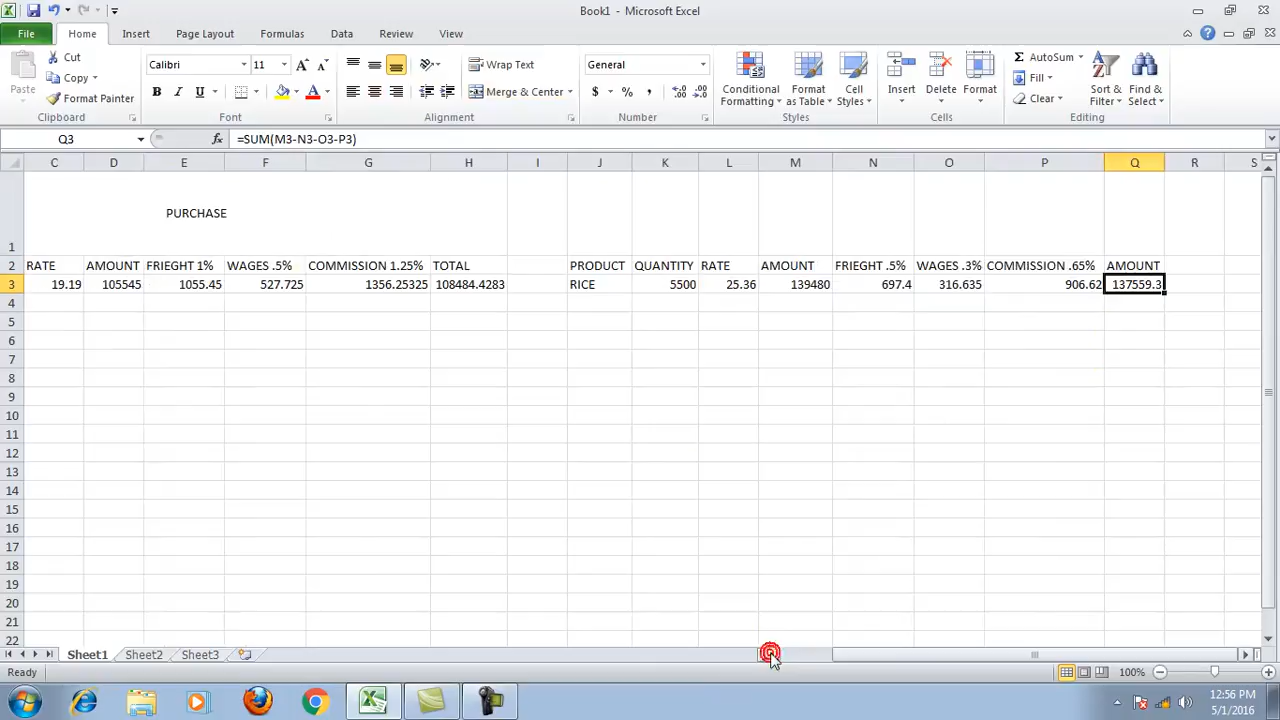 Book1 - Microsoft Excel
File Home Insert Page Layout Formulas Data Review View
Paste Cut Copy Format Painter Clipboard
Calibri 11 B I U A A A Font
Wrap Text Merge & Center Alignment
General $ % , Number
Conditional Formatting Format as Table Cell Styles Styles
Insert Delete Format Cells
Σ AutoSum Fill Clear Sort & Filter Find & Select Editing
Q3 fx =SUM(M3-N3-O3-P3)
C D E F G H I J K L M N O P Q R S
1 PURCHASE
2 RATE AMOUNT FRIEGHT 1% WAGES .5% COMMISSION 1.25% TOTAL PRODUCT QUANTITY RATE AMOUNT FRIEGHT .5% WAGES .3% COMMISSION .65% AMOUNT
3 19.19 105545 1055.45 527.725 1356.25325 108484.4283 RICE 5500 25.36 139480 697.4 316.635 906.62 137559.3
4
5
6
7
8
9
10
11
12
13
14
15
16
17
18
19
20
21
22
Sheet1 Sheet2 Sheet3
Ready 100%
12:56 PM
5/1/2016